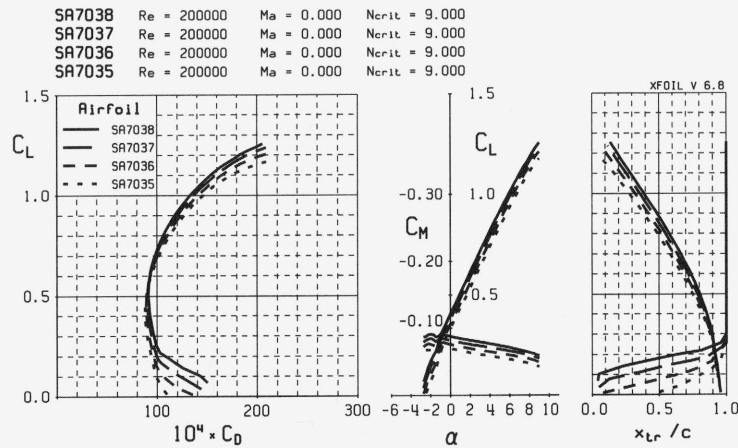 SA7038 Re = 200000 Ma = 0.000 Ncrit = 9.000
SA7037 Re = 200000 Ma = 0.000 Ncrit = 9.000
SA7036 Re = 200000 Ma = 0.000 Ncrit = 9.000
SA7035 Re = 200000 Ma = 0.000 Ncrit = 9.000
XFOIL V 6.8
1.5
CL
1.0
0.5
0.0
Airfoil
SA7038
SA7037
SA7036
SA7035
100
200
300
10⁴ × CD
1.5
CL
1.0
0.5
-0.30
CM
-0.20
-0.10
-6 -4 -2 0 2 4 6 8 10
α
0.0 0.5 1.0
xtr /c